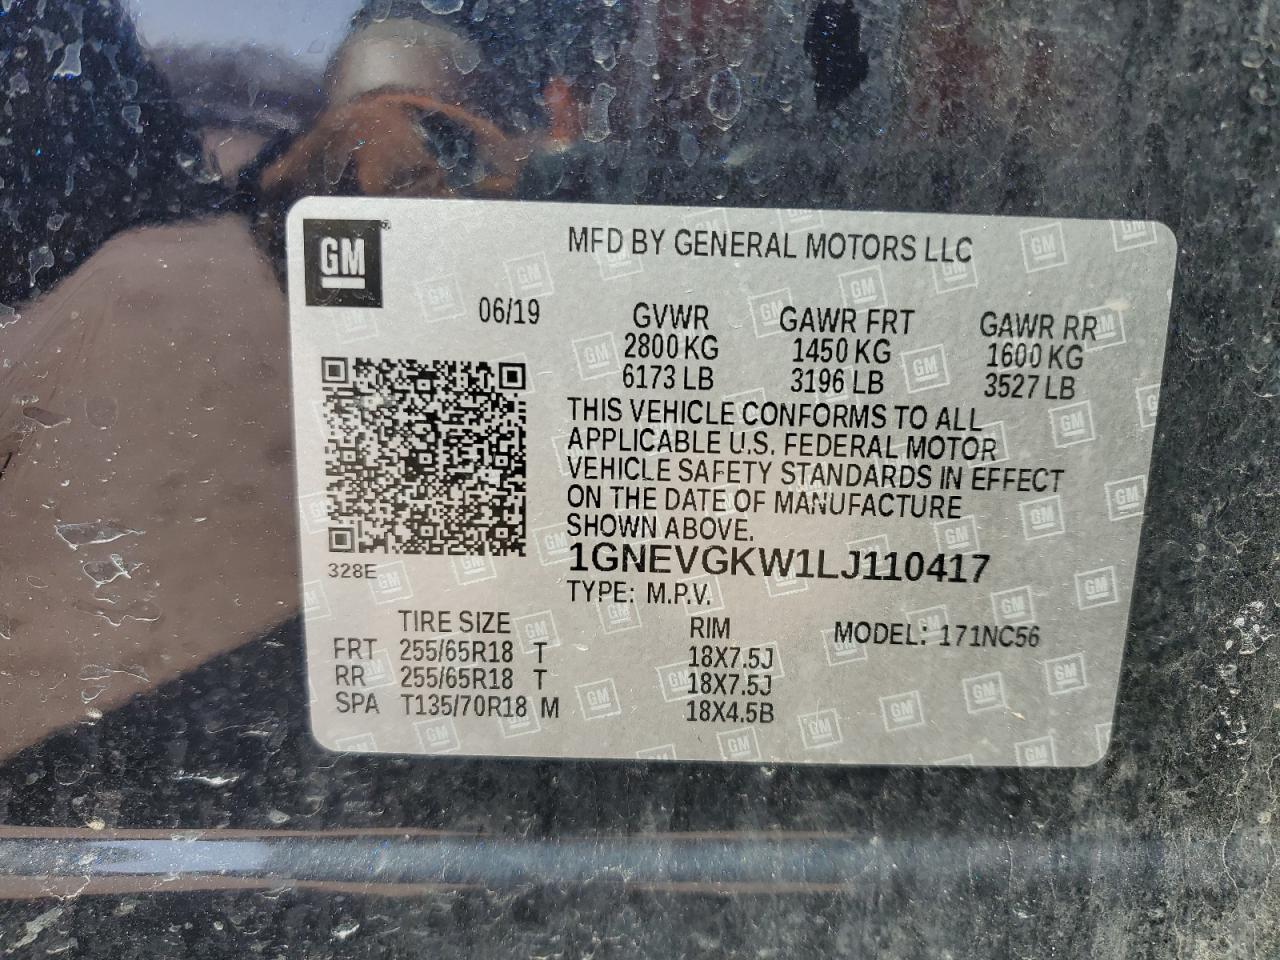 GM
MFD BY GENERAL MOTORS LLC
06/19
GVWR GAWR FRT GAWR RR
2800 KG 1450 KG 1600 KG
6173 LB 3196 LB 3527 LB
THIS VEHICLE CONFORMS TO ALL
APPLICABLE U.S. FEDERAL MOTOR
VEHICLE SAFETY STANDARDS IN EFFECT
ON THE DATE OF MANUFACTURE
SHOWN ABOVE.
1GNEVGKW1LJ110417
328E
TYPE: M.P.V.
TIRE SIZE RIM MODEL: 171NC56
FRT 255/65R18 T 18X7.5J
RR 255/65R18 T 18X7.5J
SPA T135/70R18 M 18X4.5B